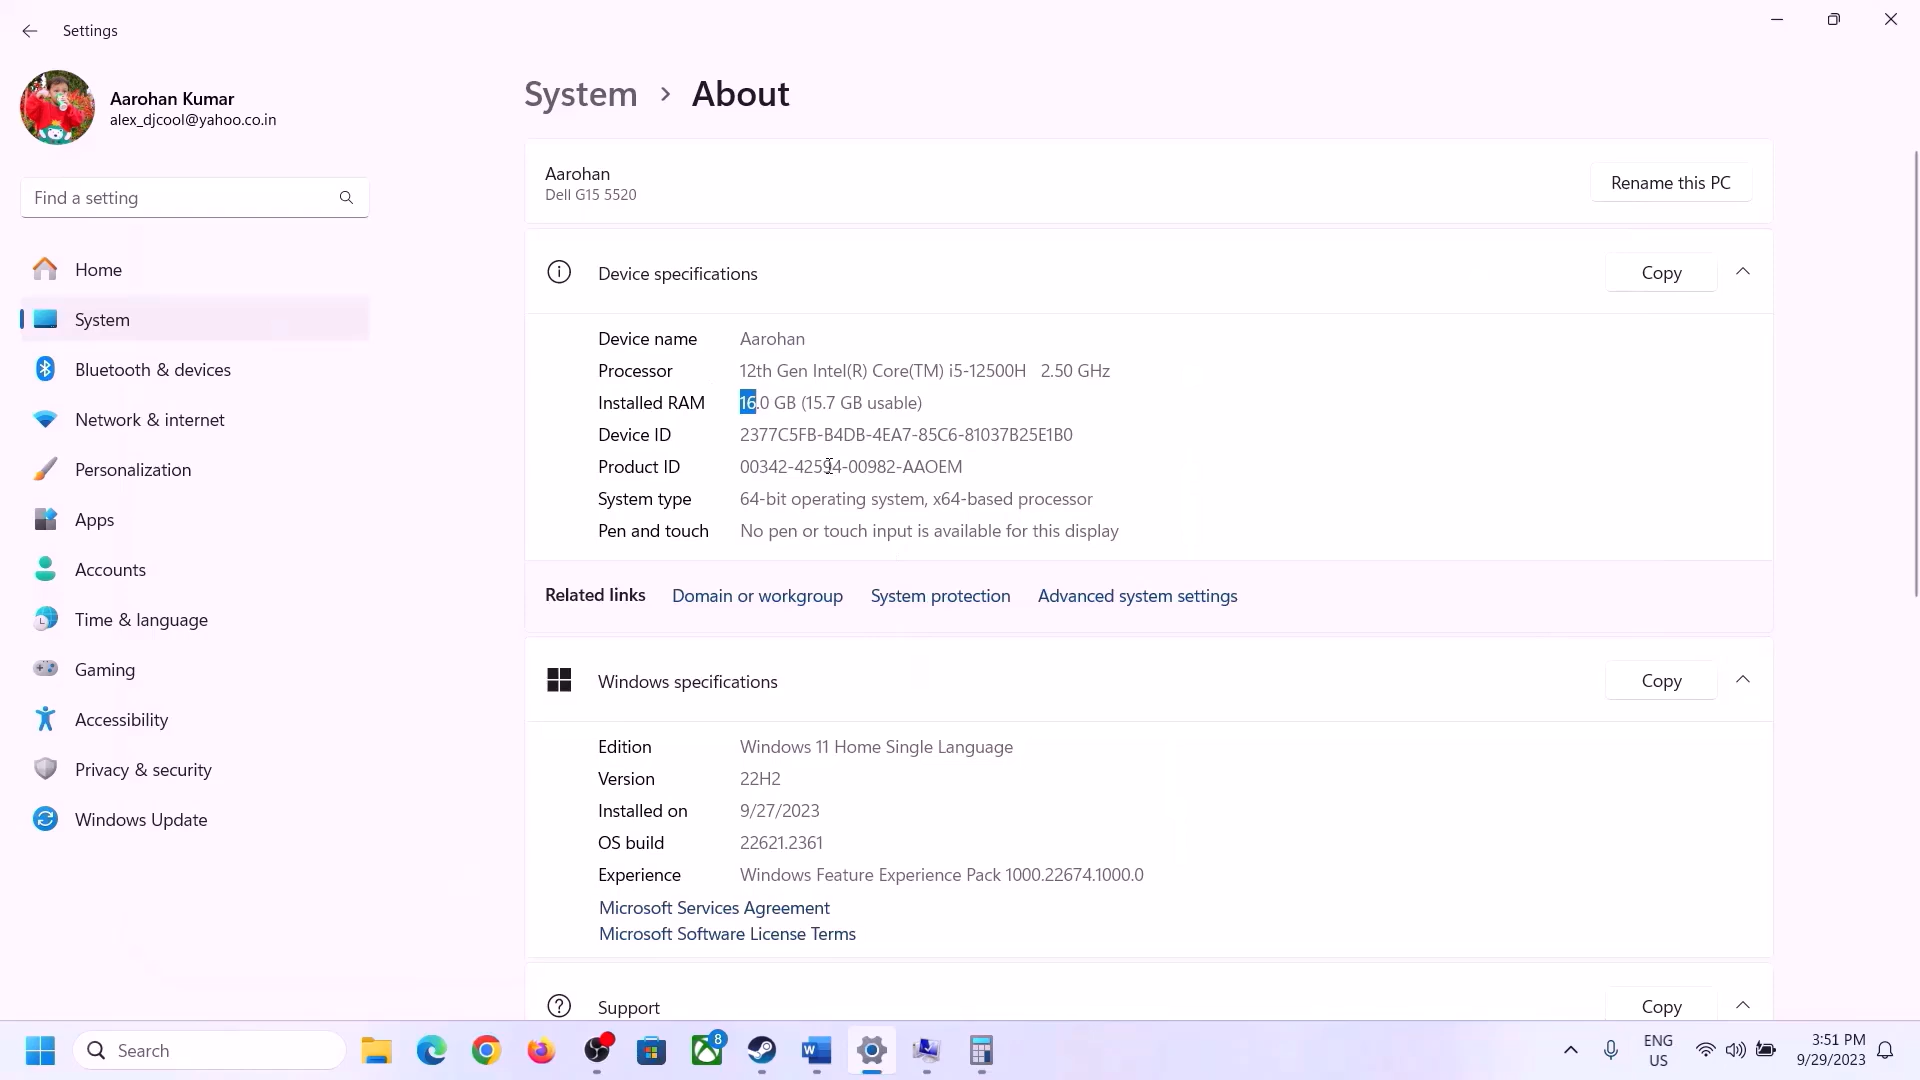 Settings
Aarohan Kumar
alex_djcool@yahoo.co.in
Find a setting
Home
System
Bluetooth & devices
Network & internet
Personalization
Apps
Accounts
Time & language
Gaming
Accessibility
Privacy & security
Windows Update
System > About
Aarohan
Dell G15 5520
Rename this PC
Device specifications
Copy
Device name Aarohan
Processor 12th Gen Intel(R) Core(TM) i5-12500H 2.50 GHz
Installed RAM 16.0 GB (15.7 GB usable)
Device ID 2377C5FB-B4DB-4EA7-85C6-81037B25E1B0
Product ID 00342-42594-00982-AAOEM
System type 64-bit operating system, x64-based processor
Pen and touch No pen or touch input is available for this display
Related links Domain or workgroup System protection Advanced system settings
Windows specifications
Copy
Edition Windows 11 Home Single Language
Version 22H2
Installed on 9/27/2023
OS build 22621.2361
Experience Windows Feature Experience Pack 1000.22674.1000.0
Microsoft Services Agreement
Microsoft Software License Terms
Support
Copy
Search
8
W
ENG
US
3:51 PM
9/29/2023